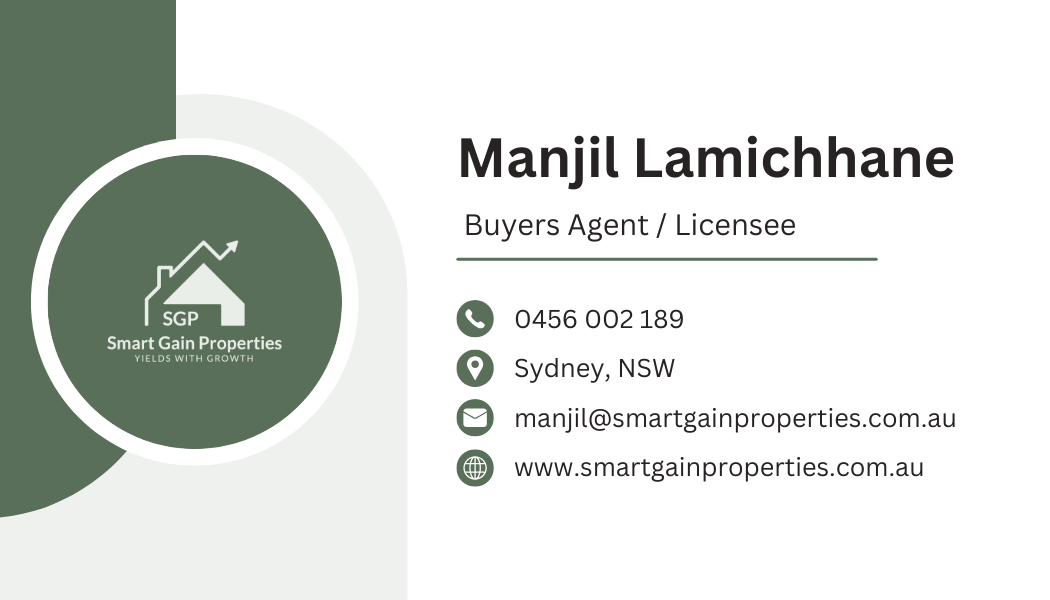 SGP
Smart Gain Properties
YIELDS WITH GROWTH
Manjil Lamichhane
Buyers Agent / Licensee
0456 002 189
Sydney, NSW
manjil@smartgainproperties.com.au
www.smartgainproperties.com.au